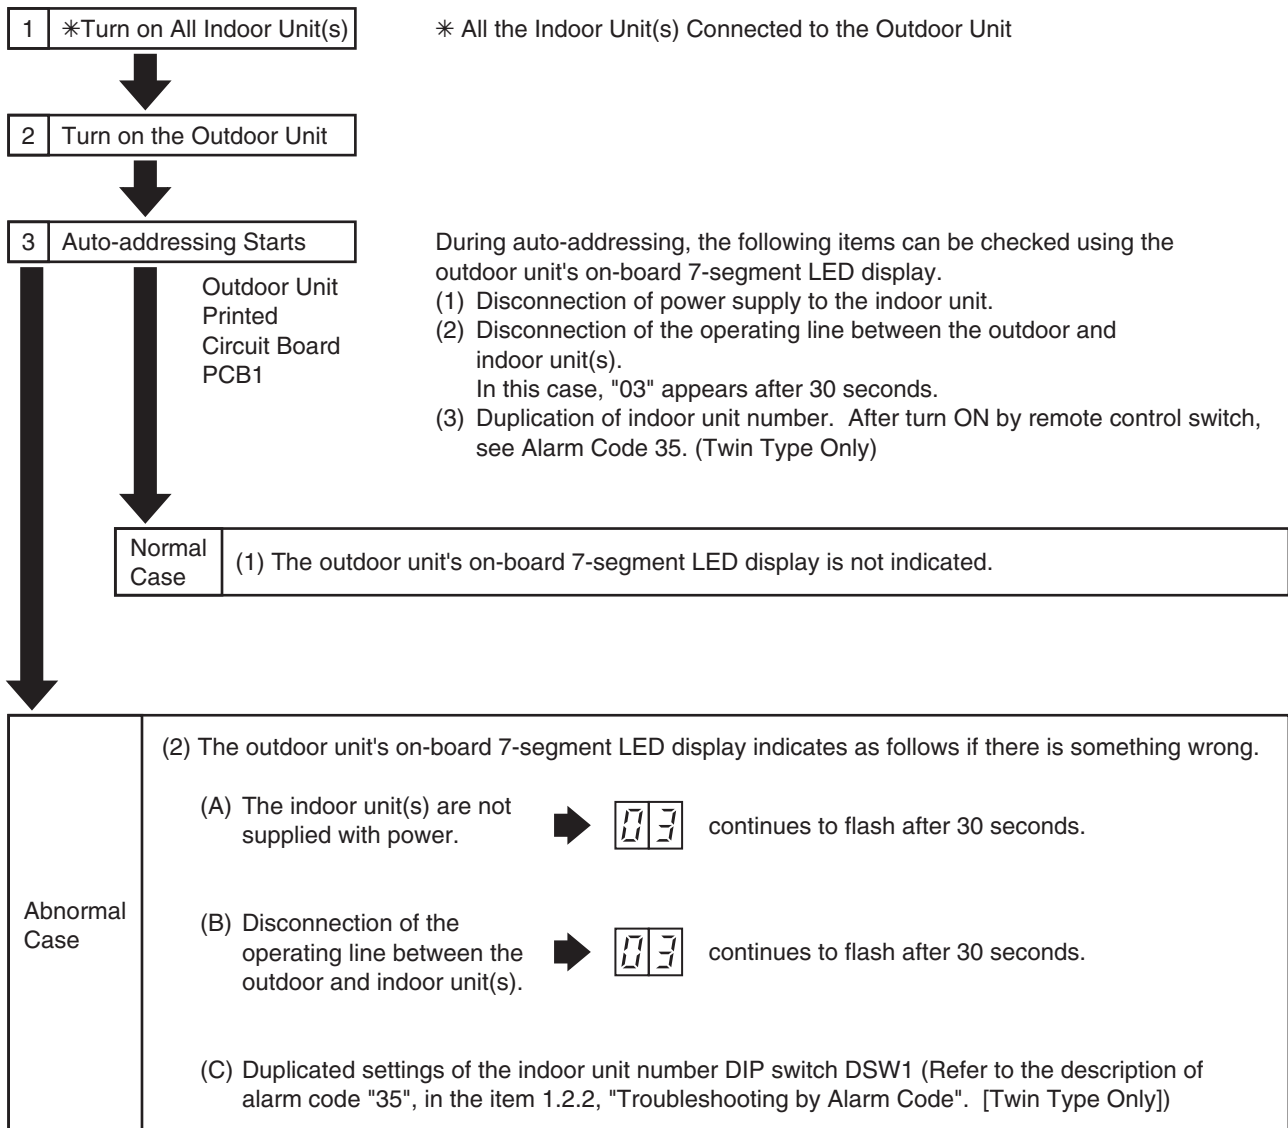 1 ✳Turn on All Indoor Unit(s)
✳ All the Indoor Unit(s) Connected to the Outdoor Unit
2 Turn on the Outdoor Unit
3 Auto-addressing Starts
Outdoor Unit
Printed
Circuit Board
PCB1
During auto-addressing, the following items can be checked using the
outdoor unit's on-board 7-segment LED display.
(1) Disconnection of power supply to the indoor unit.
(2) Disconnection of the operating line between the outdoor and
indoor unit(s).
In this case, "03" appears after 30 seconds.
(3) Duplication of indoor unit number. After turn ON by remote control switch,
see Alarm Code 35. (Twin Type Only)
Normal
Case
(1) The outdoor unit's on-board 7-segment LED display is not indicated.
Abnormal
Case
(2) The outdoor unit's on-board 7-segment LED display indicates as follows if there is something wrong.
(A) The indoor unit(s) are not
supplied with power.
03 continues to flash after 30 seconds.
(B) Disconnection of the
operating line between the
outdoor and indoor unit(s).
03 continues to flash after 30 seconds.
(C) Duplicated settings of the indoor unit number DIP switch DSW1 (Refer to the description of
alarm code "35", in the item 1.2.2, "Troubleshooting by Alarm Code". [Twin Type Only])